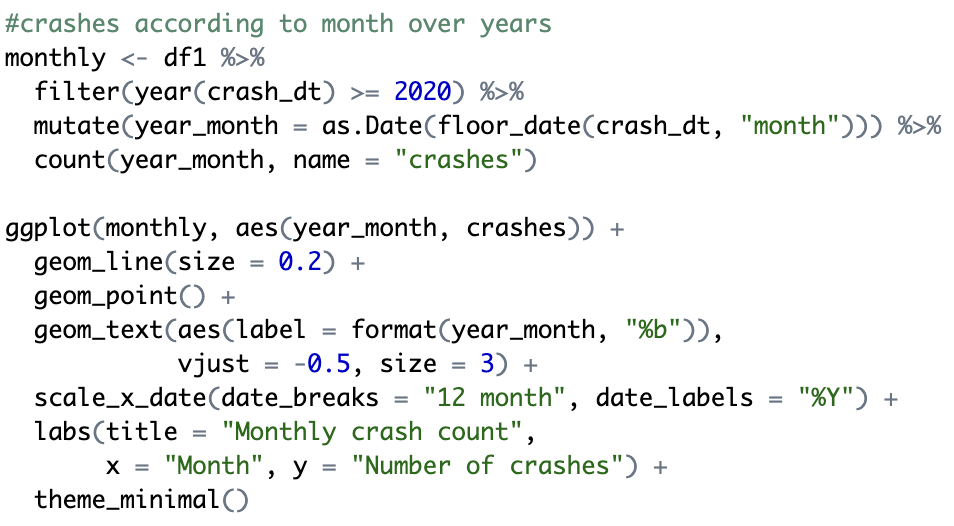 #crashes according to month over years
monthly <- df1 %>%
  filter(year(crash_dt) >= 2020) %>%
  mutate(year_month = as.Date(floor_date(crash_dt, "month"))) %>%
  count(year_month, name = "crashes")

ggplot(monthly, aes(year_month, crashes)) +
  geom_line(size = 0.2) +
  geom_point() +
  geom_text(aes(label = format(year_month, "%b")),
            vjust = -0.5, size = 3) +
  scale_x_date(date_breaks = "12 month", date_labels = "%Y") +
  labs(title = "Monthly crash count",
       x = "Month", y = "Number of crashes") +
  theme_minimal()